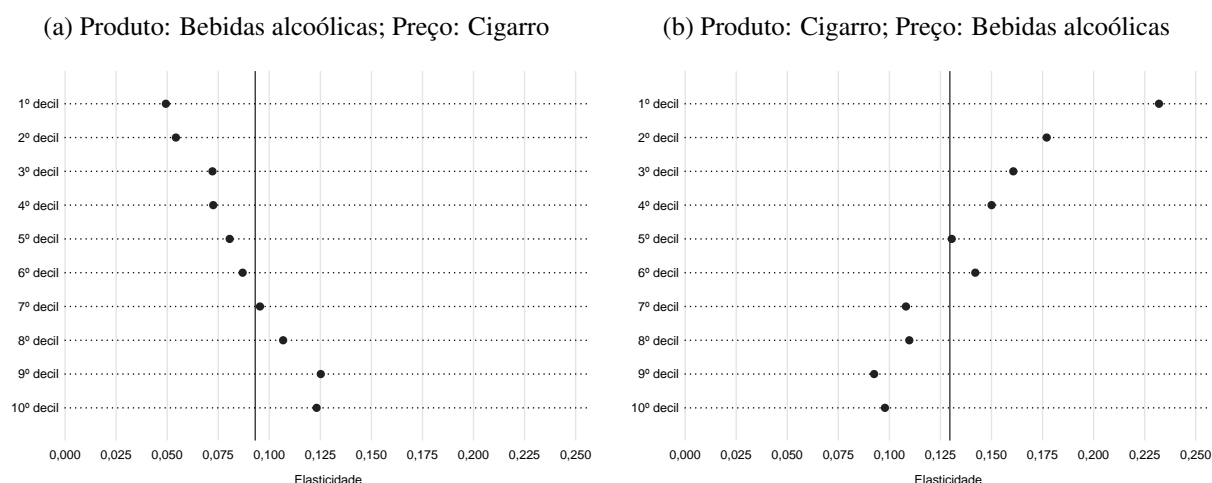 (a) Produto: Bebidas alcoólicas; Preço: Cigarro
1º decil
2º decil
3º decil
4º decil
5º decil
6º decil
7º decil
8º decil
9º decil
10º decil
0,000 0,025 0,050 0,075 0,100 0,125 0,150 0,175 0,200 0,225 0,250
Elasticidade
(b) Produto: Cigarro; Preço: Bebidas alcoólicas
1º decil
2º decil
3º decil
4º decil
5º decil
6º decil
7º decil
8º decil
9º decil
10º decil
0,000 0,025 0,050 0,075 0,100 0,125 0,150 0,175 0,200 0,225 0,250
Elasticidade